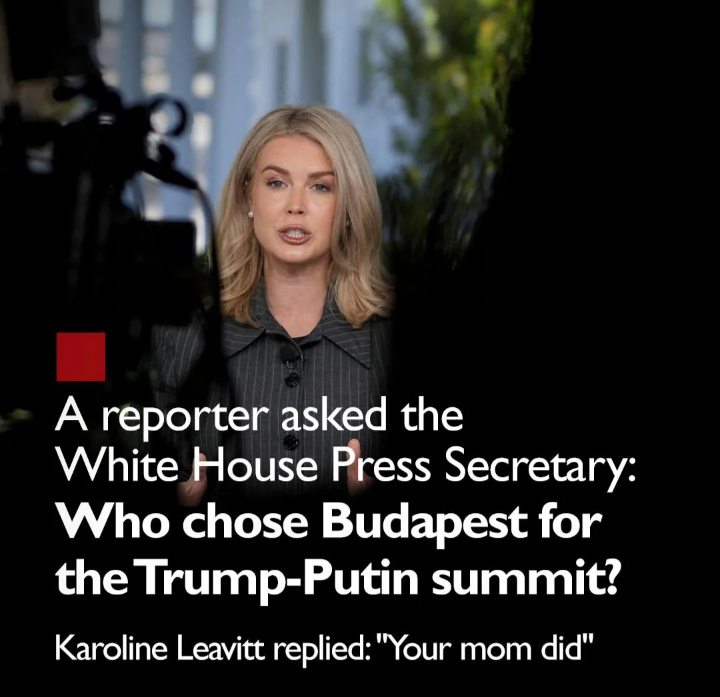 A reporter asked the
White House Press Secretary:
Who chose Budapest for
the Trump-Putin summit?
Karoline Leavitt replied: "Your mom did"